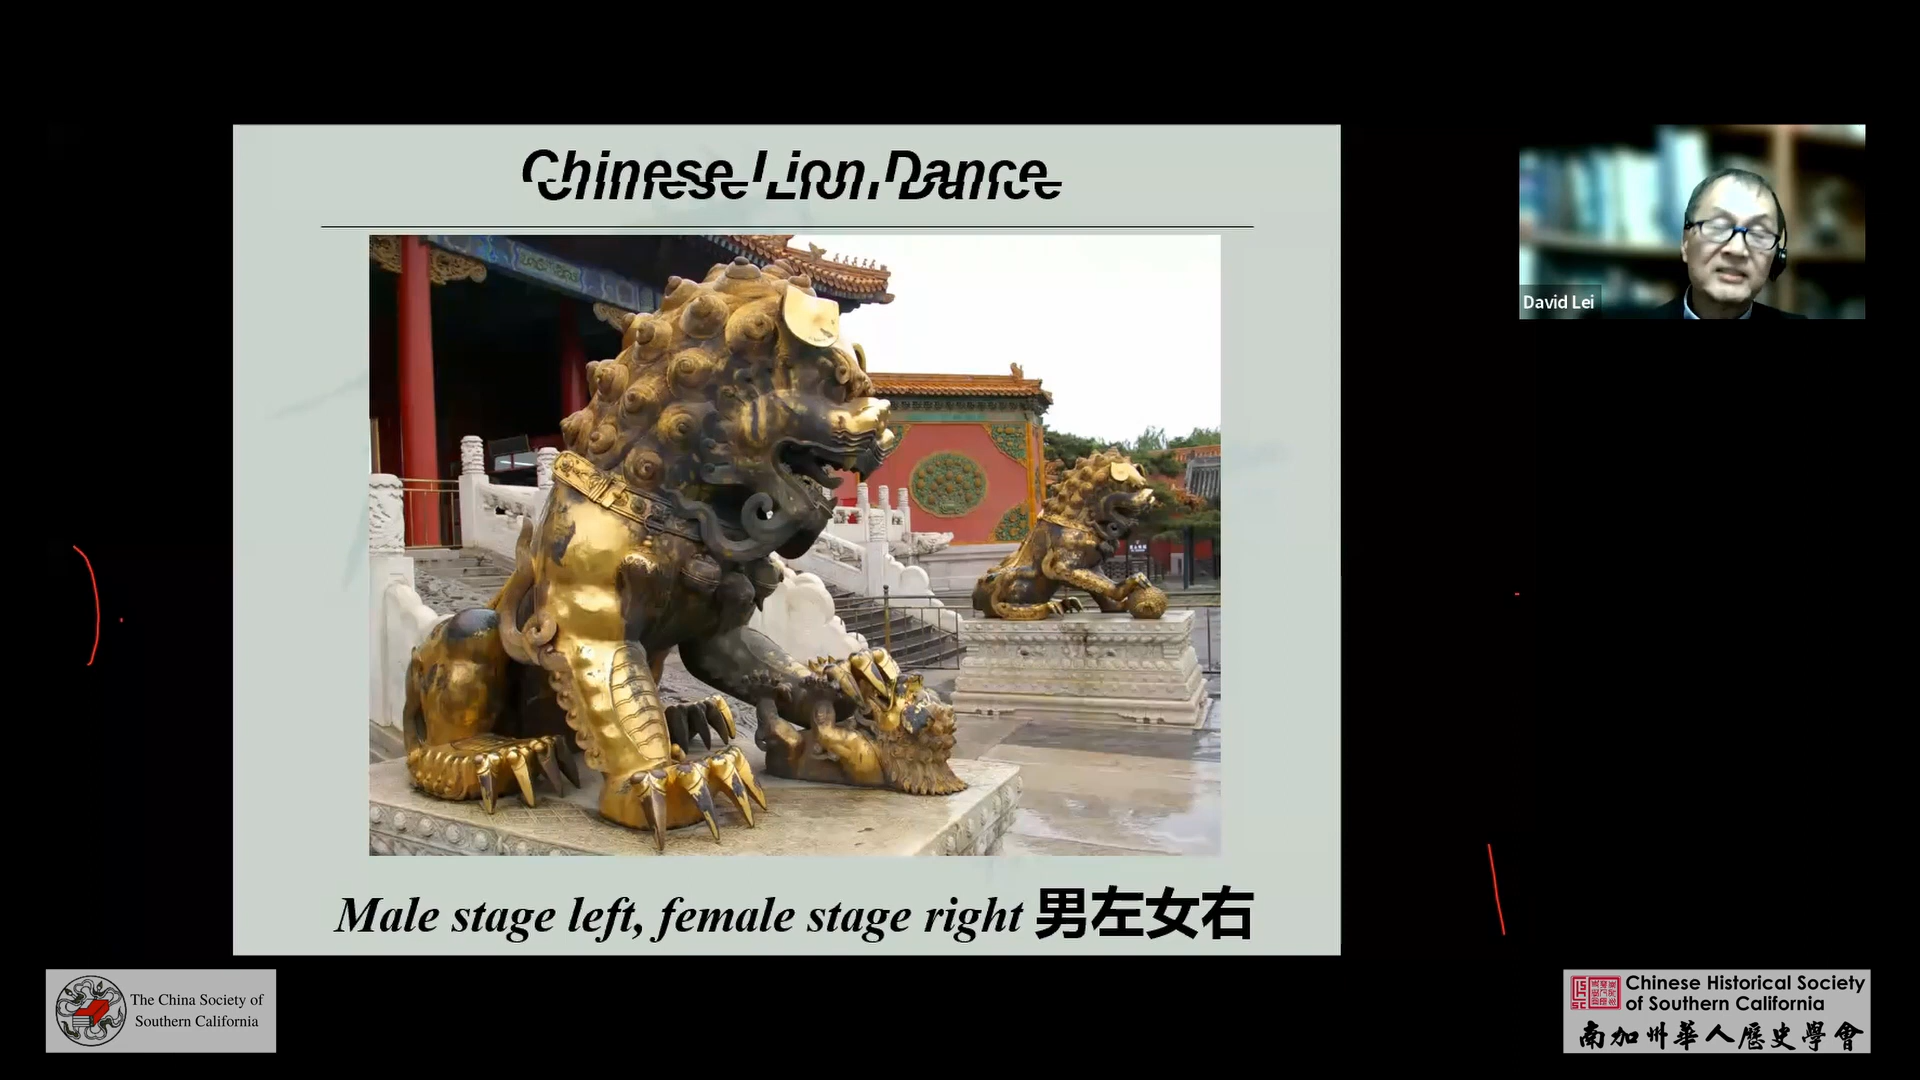 Chinese Lion Dance
David Lei
Male stage left, female stage right 男左女右
The China Society of
Southern California
Chinese Historical Society
of Southern California
南加州華人歷史學會